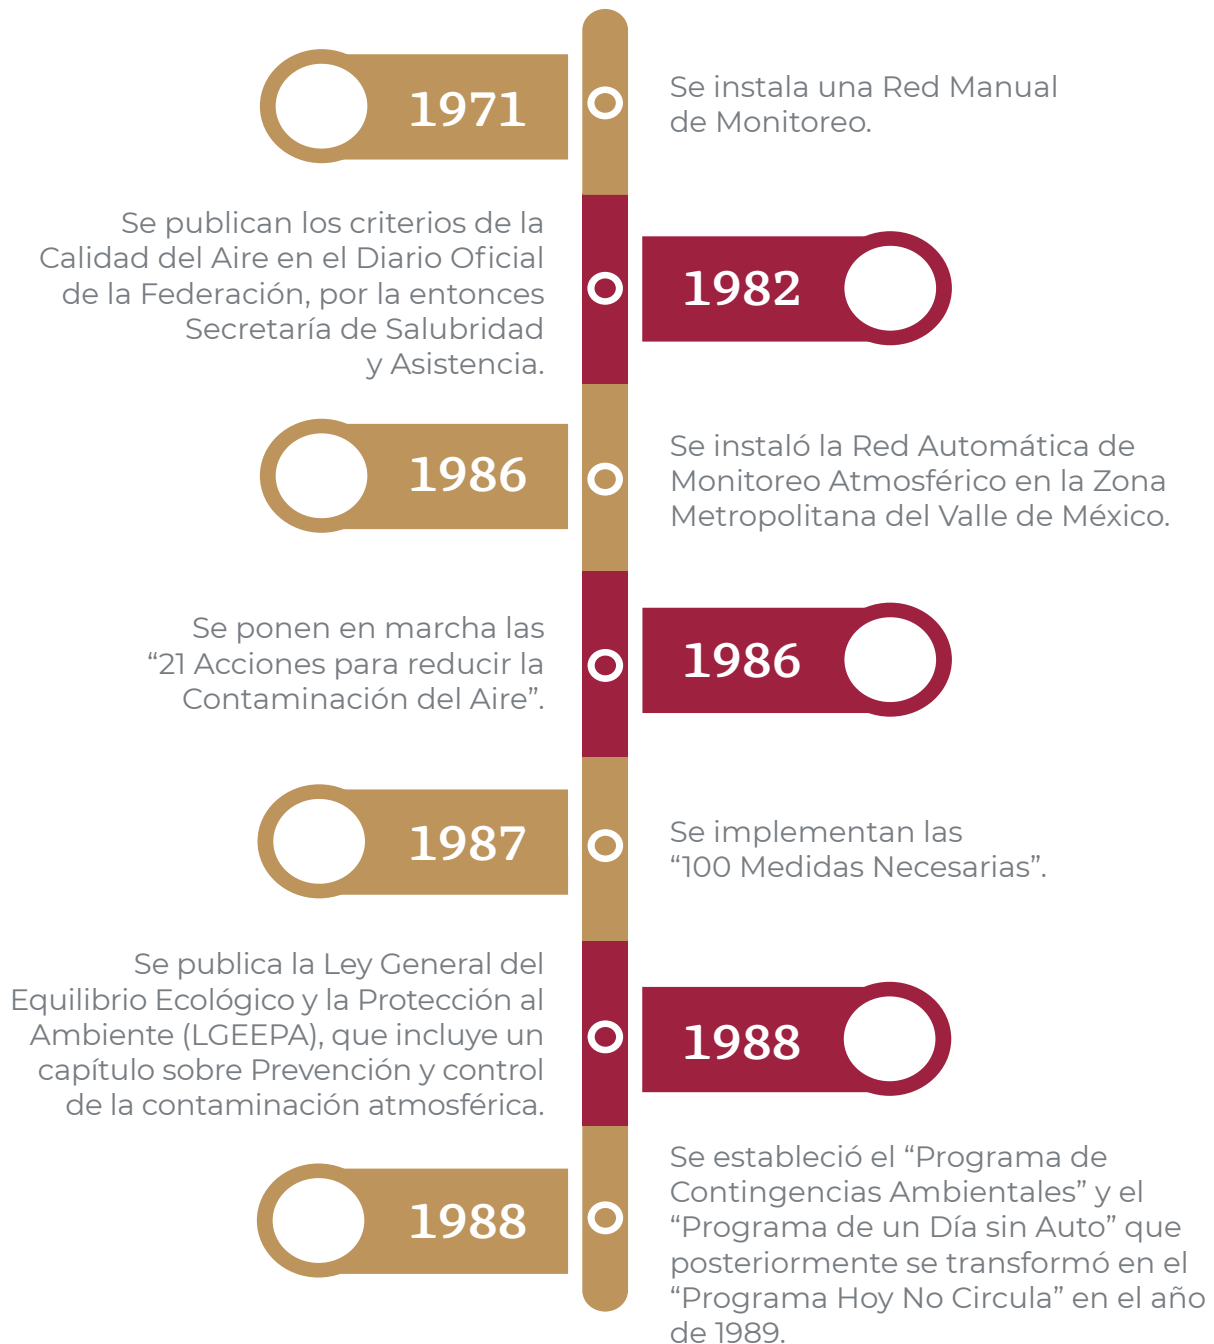 1971
Se instala una Red Manual
de Monitoreo.
Se publican los criterios de la
Calidad del Aire en el Diario Oficial
de la Federación, por la entonces
Secretaría de Salubridad
y Asistencia.
1982
1986
Se instaló la Red Automática de
Monitoreo Atmosférico en la Zona
Metropolitana del Valle de México.
Se ponen en marcha las
“21 Acciones para reducir la
Contaminación del Aire”.
1986
1987
Se implementan las
“100 Medidas Necesarias”.
Se publica la Ley General del
Equilibrio Ecológico y la Protección al
Ambiente (LGEEPA), que incluye un
capítulo sobre Prevención y control
de la contaminación atmosférica.
1988
1988
Se estableció el “Programa de
Contingencias Ambientales” y el
“Programa de un Día sin Auto” que
posteriormente se transformó en el
“Programa Hoy No Circula” en el año
de 1989.